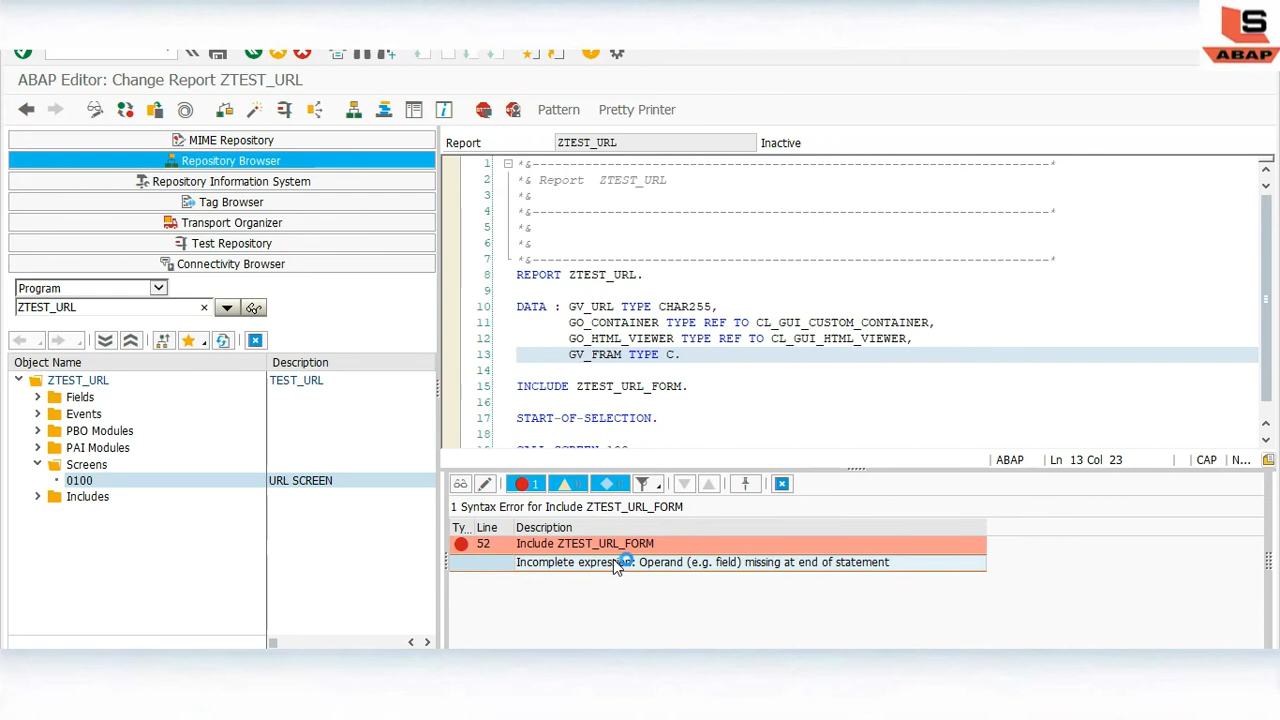 S
ABAP
ABAP Editor: Change Report ZTEST_URL
Pattern
Pretty Printer
MIME Repository
Repository Browser
Repository Information System
Tag Browser
Transport Organizer
Test Repository
Connectivity Browser
Program
ZTEST_URL
Object Name
Description
ZTEST_URL
TEST_URL
Fields
Events
PBO Modules
PAI Modules
Screens
0100
URL SCREEN
Includes
Report
ZTEST_URL
Inactive
1 *&---------------------------------------------------------------------*
2 *& Report  ZTEST_URL
3 *&
4 *&---------------------------------------------------------------------*
5 *&
6 *&
7 *&---------------------------------------------------------------------*
8 REPORT ZTEST_URL.
9
10 DATA : GV_URL TYPE CHAR255,
11 GO_CONTAINER TYPE REF TO CL_GUI_CUSTOM_CONTAINER,
12 GO_HTML_VIEWER TYPE REF TO CL_GUI_HTML_VIEWER,
13 GV_FRAM TYPE C.
14
15 INCLUDE ZTEST_URL_FORM.
16
17 START-OF-SELECTION.
18
ABAP
Ln 13 Col 23
CAP
N...
1
1 Syntax Error for Include ZTEST_URL_FORM
Ty... Line Description
52 Include ZTEST_URL_FORM
Incomplete expression: Operand (e.g. field) missing at end of statement